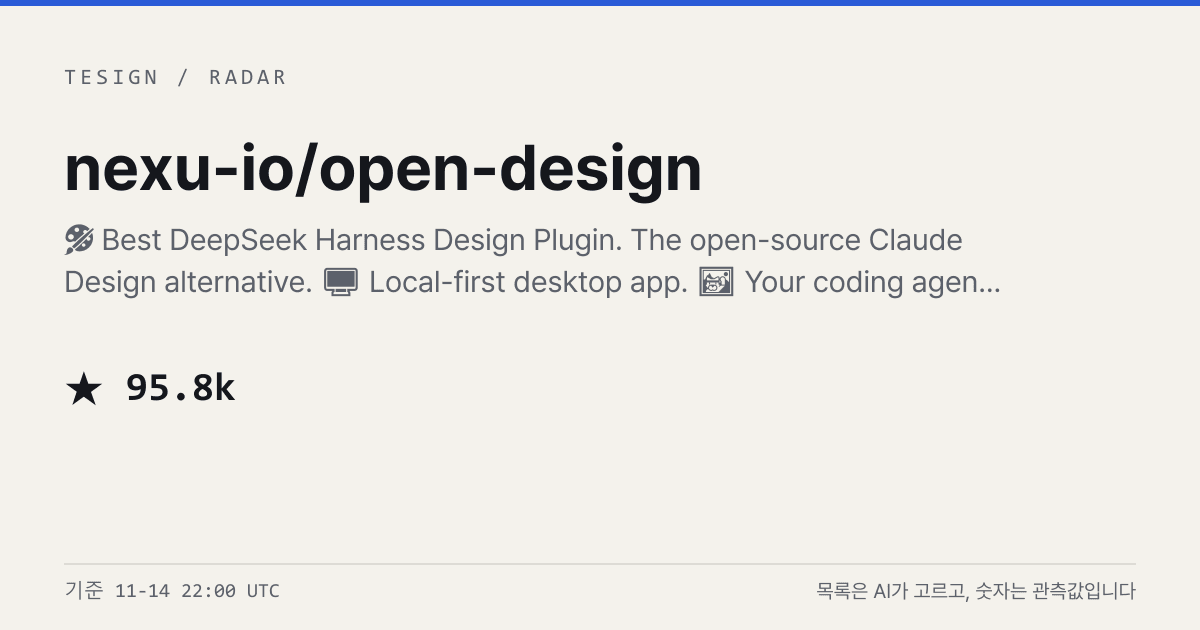 TESIGN / RADAR
nexu-io/open-design
🎨 Best DeepSeek Harness Design Plugin. The open-source Claude
Design alternative. 🖥️ Local-first desktop app. 🖼️ Your coding agen...
★ 95.8k
기준 11-14 22:00 UTC
목록은 AI가 고르고, 숫자는 관측값입니다